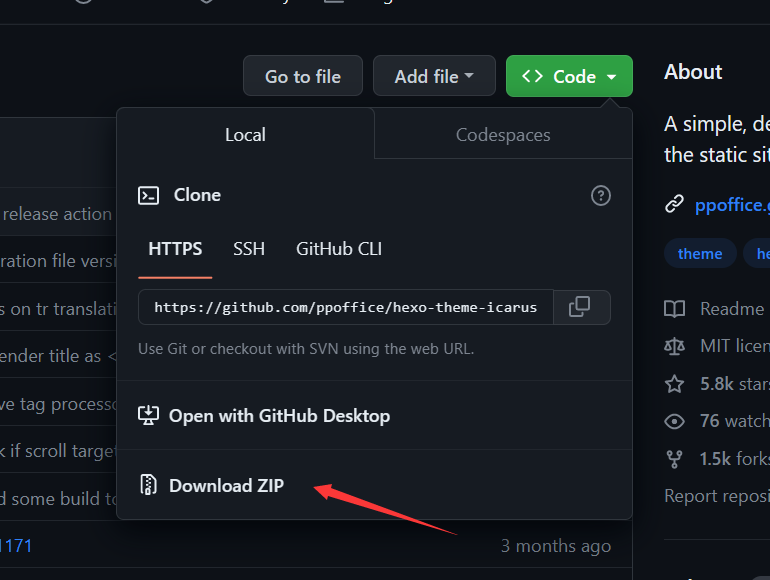 Go to file
Add file
<> Code
About
Local
Codespaces
A simple, de
the static sit
Clone
release action
ppoffice.g
HTTPS
SSH
GitHub CLI
theme
he
ration file versi
https://github.com/ppoffice/hexo-theme-icarus
Readme
s on tr translati
Use Git or checkout with SVN using the web URL.
MIT licen
ender title as <
5.8k stars
ve tag processo
Open with GitHub Desktop
76 watch
k if scroll target
1.5k forks
Download ZIP
d some build to
Report reposi
1171
3 months ago